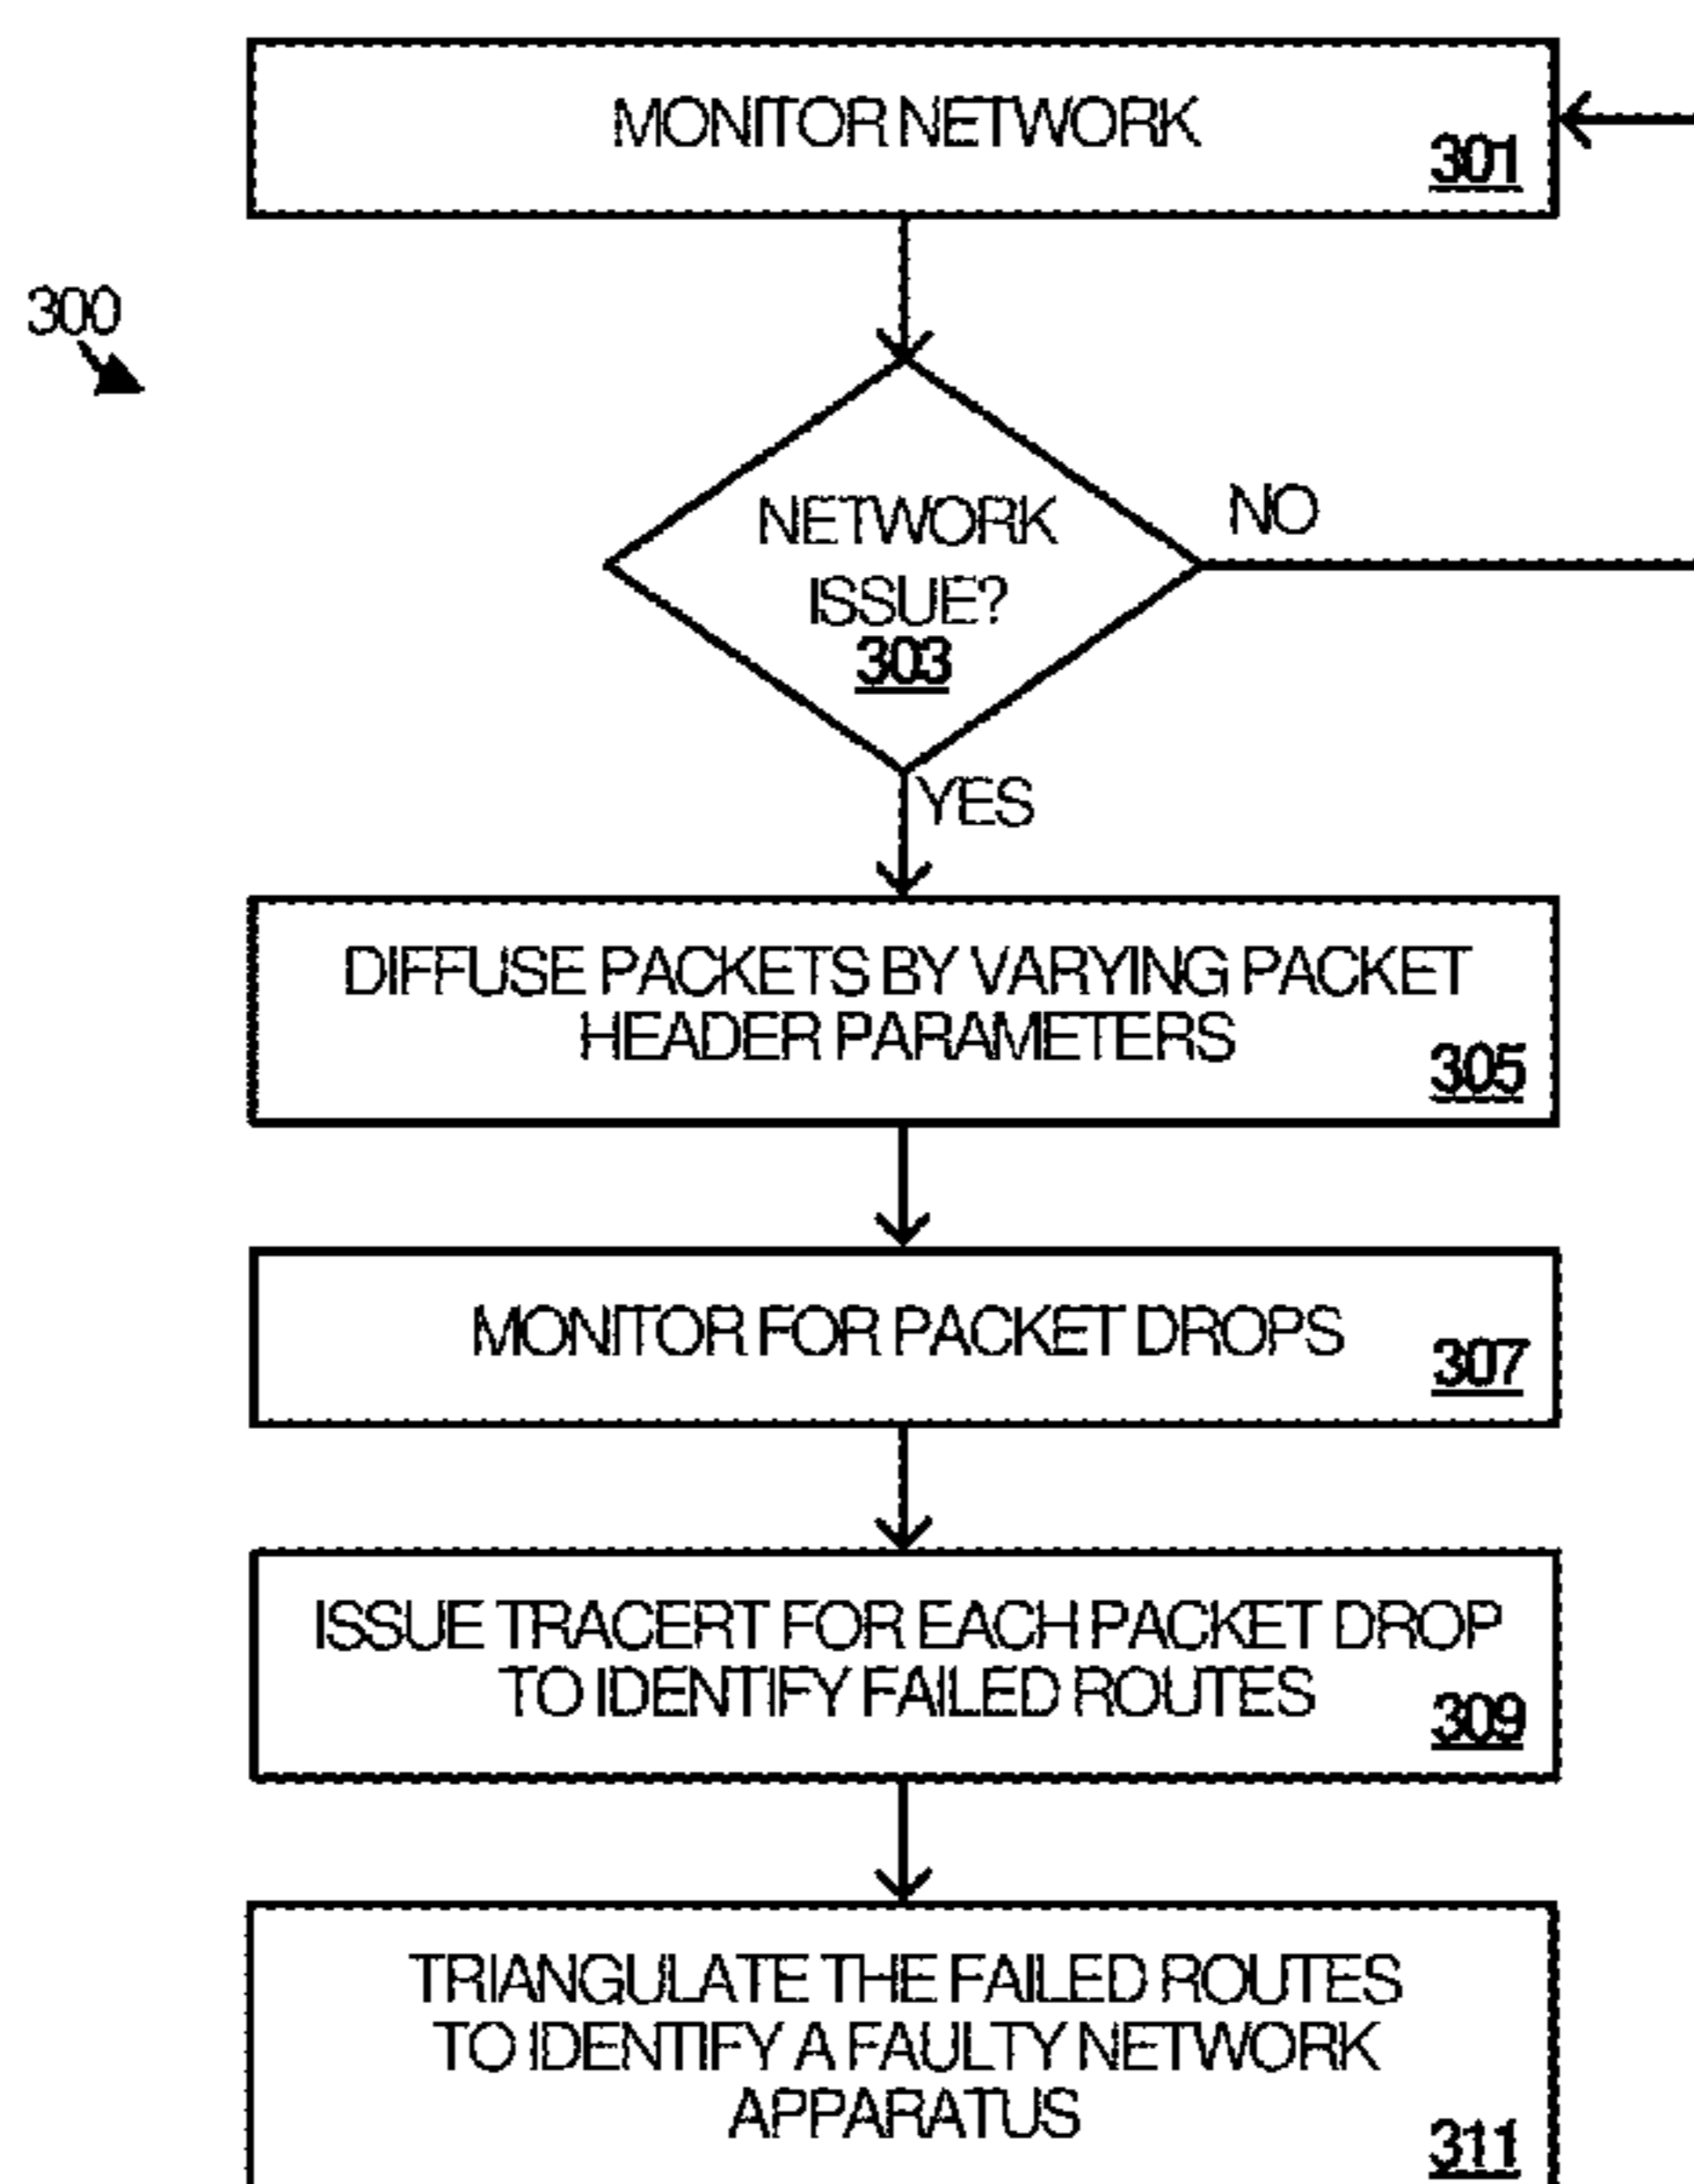 MONITOR NETWORK
301
300
NETWORK
ISSUE?
303
NO
YES
DIFFUSE PACKETS BY VARYING PACKET
HEADER PARAMETERS
305
MONITOR FOR PACKET DROPS
307
ISSUE TRACERT FOR EACH PACKET DROP
TO IDENTIFY FAILED ROUTES
309
TRIANGULATE THE FAILED ROUTES
TO IDENTIFY A FAULTY NETWORK
APPARATUS
311